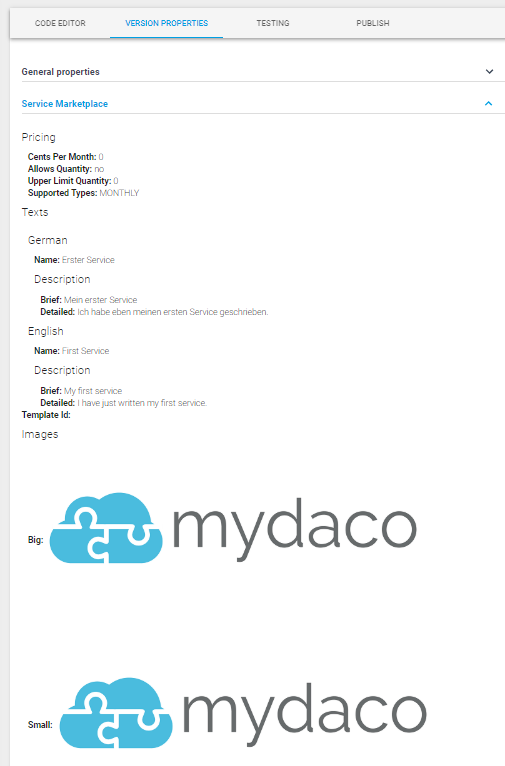 CODE EDITOR VERSION PROPERTIES TESTING PUBLISH
General properties
Service Marketplace
Pricing
Cents Per Month: 0
Allows Quantity: no
Upper Limit Quantity: 0
Supported Types: MONTHLY
Texts
German
Name: Erster Service
Description
Brief: Mein erster Service
Detailed: Ich habe eben meinen ersten Service geschrieben.
English
Name: First Service
Description
Brief: My first service
Detailed: I have just written my first service.
Template Id:
Images
Big: mydaco
Small: mydaco